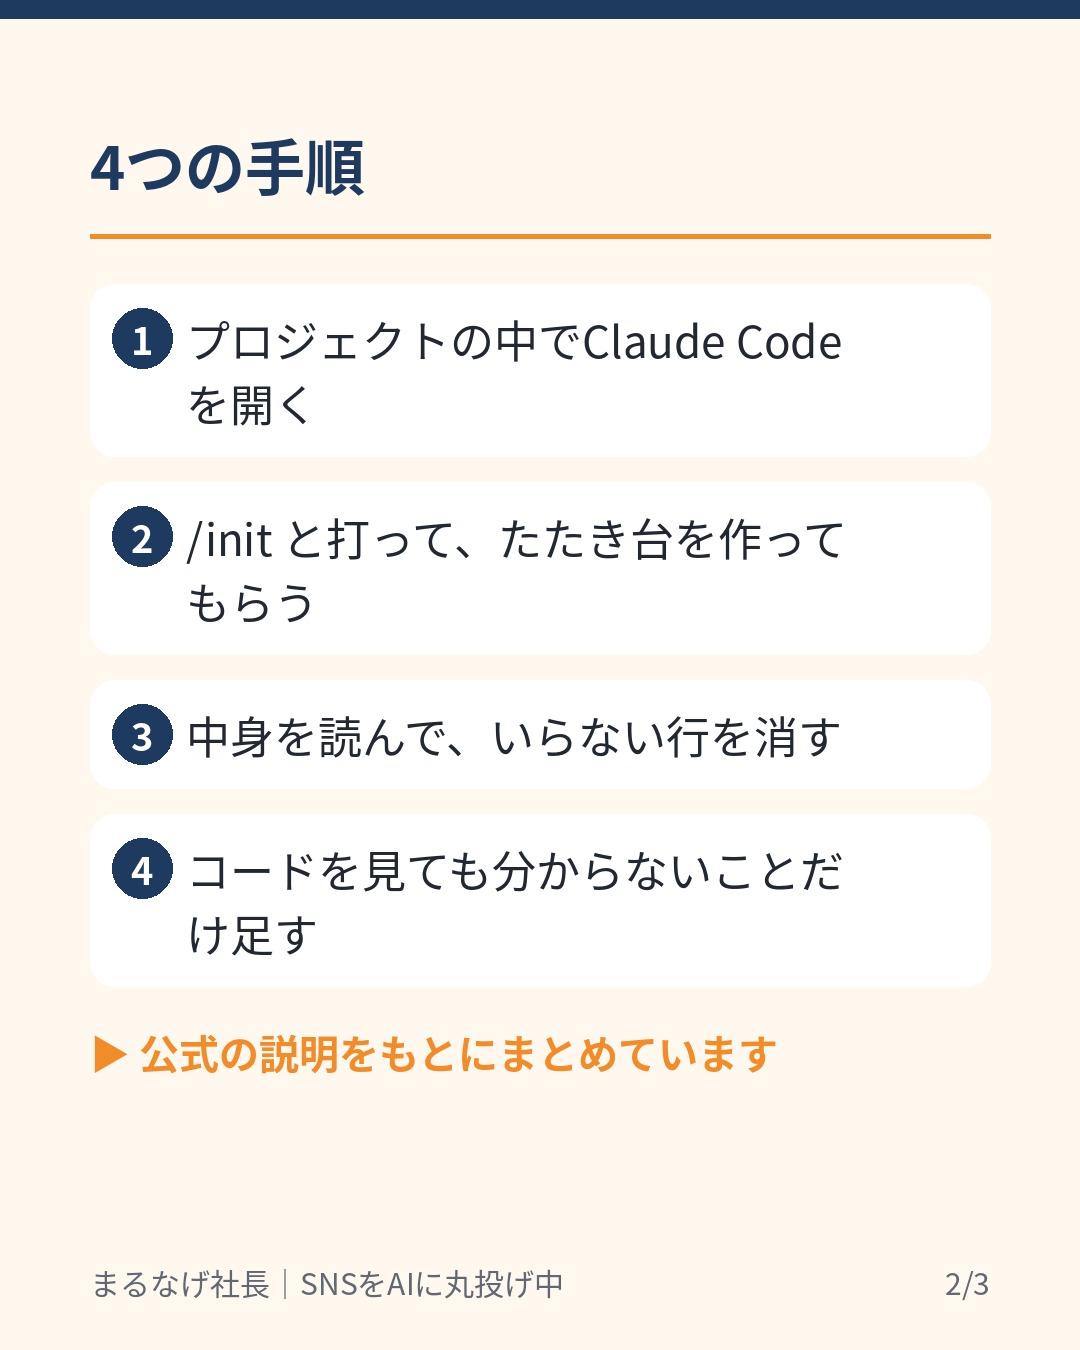 4つの手順
1 プロジェクトの中でClaude Code
を開く
2 /init と打って、たたき台を作って
もらう
3 中身を読んで、いらない行を消す
4 コードを見ても分からないことだ
け足す
▶ 公式の説明をもとにまとめています
まるなげ社長｜SNSをAIに丸投げ中
2/3